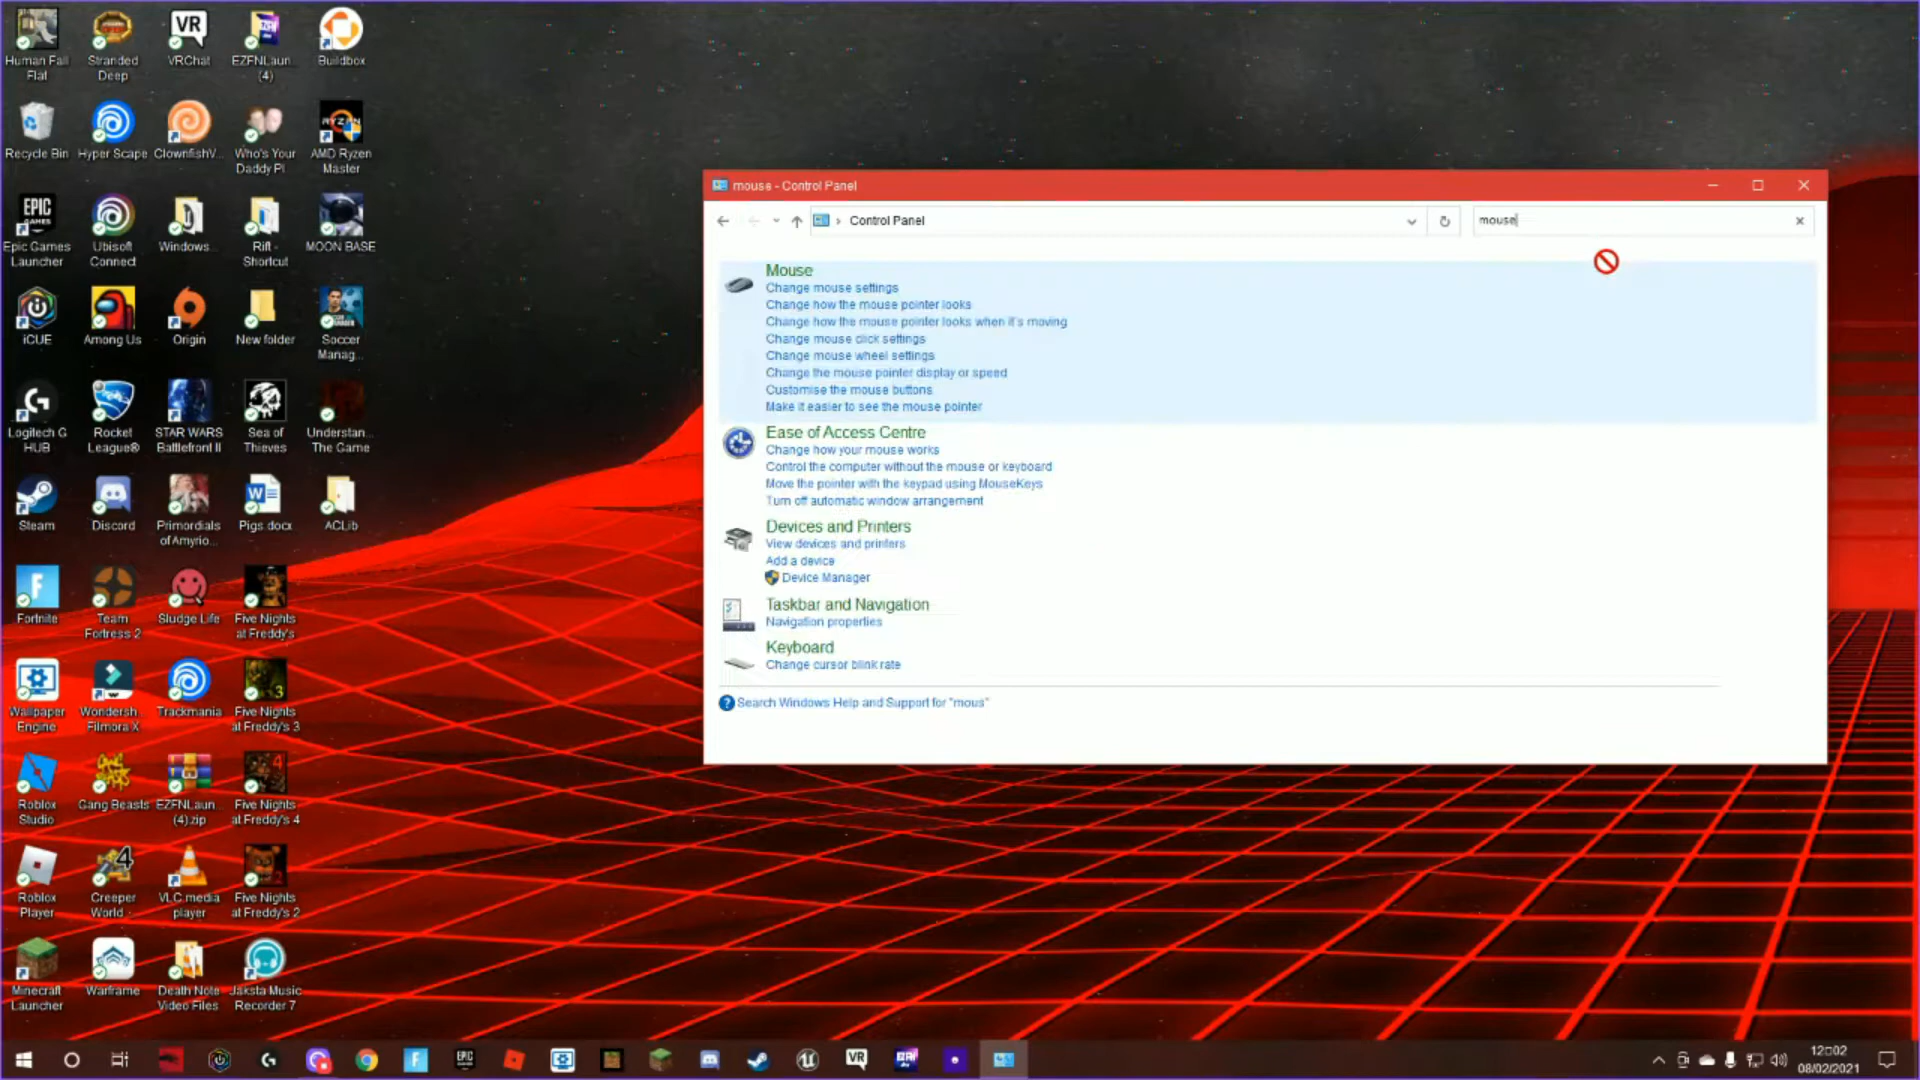 Human Fall
Flat
Stranded
Deep
VR
VRChat
EZFNLaun...
(4)
Buildbox
Recycle Bin
Hyper Scape
ClownfishV...
Who's Your
Daddy Pl...
RYZEN
AMD Ryzen
Master
EPIC
GAMES
Epic Games
Launcher
Ubisoft
Connect
Windows...
Rift -
Shortcut
MOON BASE
iCUE
Among Us
Origin
New folder
Soccer
Manag...
Logitech G
HUB
Rocket
League®
STAR WARS
Battlefront II
Sea of
Thieves
Understan...
The Game
Steam
Discord
Primordials
of Amyrio...
Pigs.docx
ACLib
Fortnite
Team
Fortress 2
Sludge Life
Five Nights
at Freddy's
Wallpaper
Engine
Wondersh...
Filmora X
Trackmania
Five Nights
at Freddy's 3
Roblox
Studio
Gang Beasts
EZFNLaun...
(4).zip
Five Nights
at Freddy's 4
Roblox
Player
Creeper
World ...
VLC media
player
Five Nights
at Freddy's 2
Minecraft
Launcher
Warframe
Death Note
Video Files
Jaksta Music
Recorder 7
mouse - Control Panel
Control Panel
mouse
Mouse
Change mouse settings
Change how the mouse pointer looks
Change how the mouse pointer looks when it's moving
Change mouse click settings
Change mouse wheel settings
Change the mouse pointer display or speed
Customise the mouse buttons
Make it easier to see the mouse pointer
Ease of Access Centre
Change how your mouse works
Control the computer without the mouse or keyboard
Move the pointer with the keypad using MouseKeys
Turn off automatic window arrangement
Devices and Printers
View devices and printers
Add a device
Device Manager
Taskbar and Navigation
Navigation properties
Keyboard
Change cursor blink rate
Search Windows Help and Support for "mous"
EPIC
VR
12:02
08/02/2021